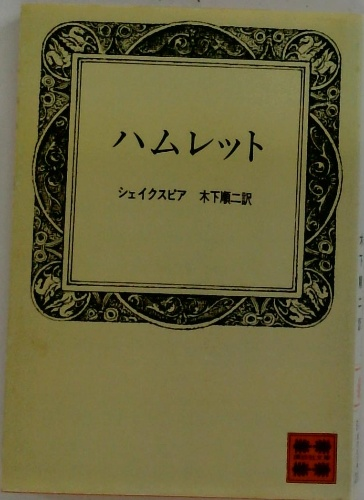 ハムレット
シェイクスピア 木下順二訳